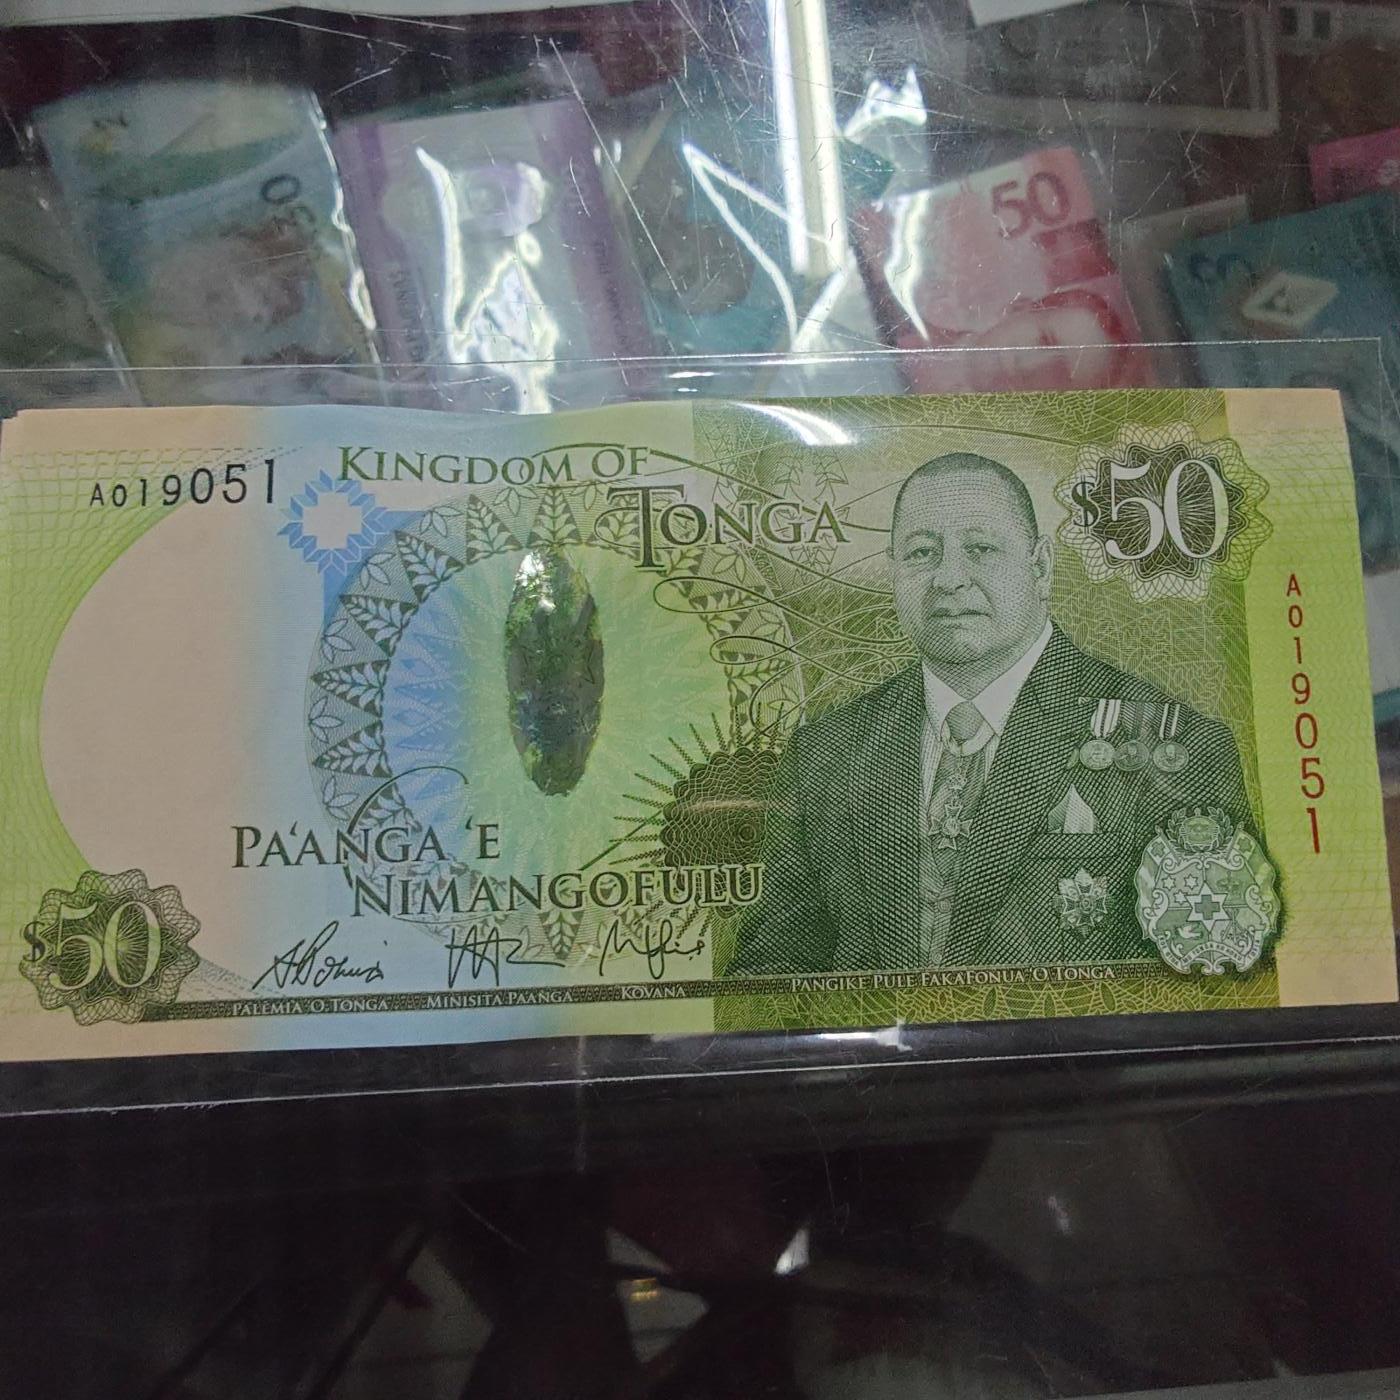 50
50
A019051
KINGDOM OF
TONGA
$50
A019051
PA'ANGA 'E
NIMANGOFULU
$50
PALEMIA 'O TONGA
MINISITA PA'ANGA
KOVANA
PANGIKE PULE FAKAFONUA 'O TONGA